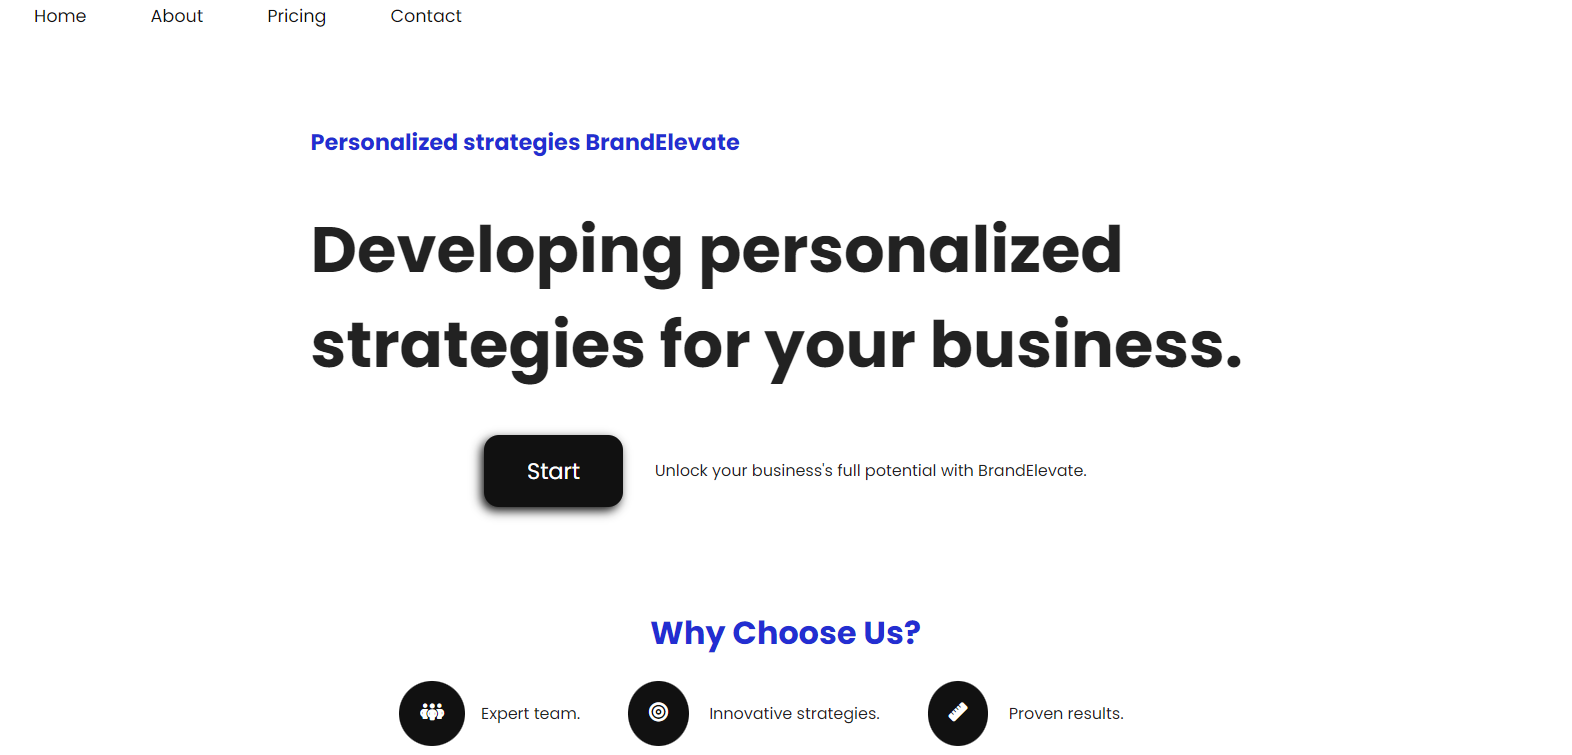 Home About Pricing Contact
Personalized strategies BrandElevate
Developing personalized
strategies for your business.
Start
Unlock your business's full potential with BrandElevate.
Why Choose Us?
Expert team.
Innovative strategies.
Proven results.